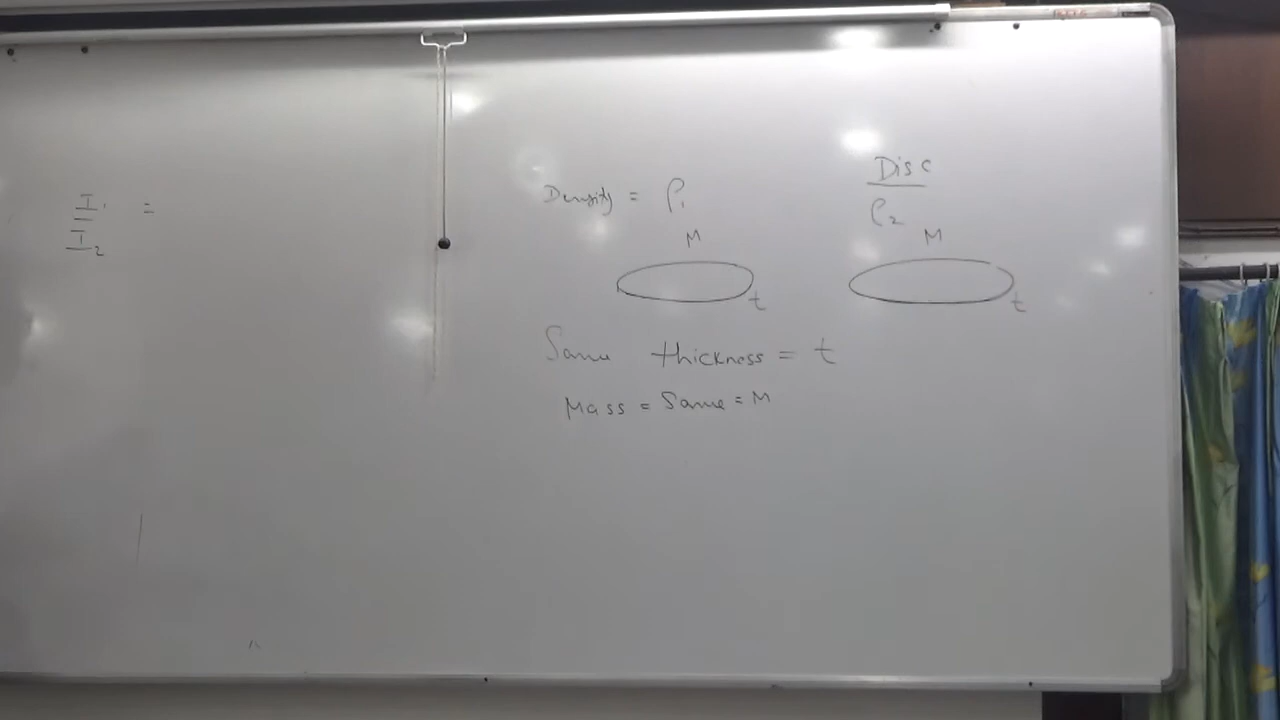 I₁ =
I₂
Density = ρ₁
M
t
Disc
ρ₂
M
t
Same thickness = t
Mass = Same = M